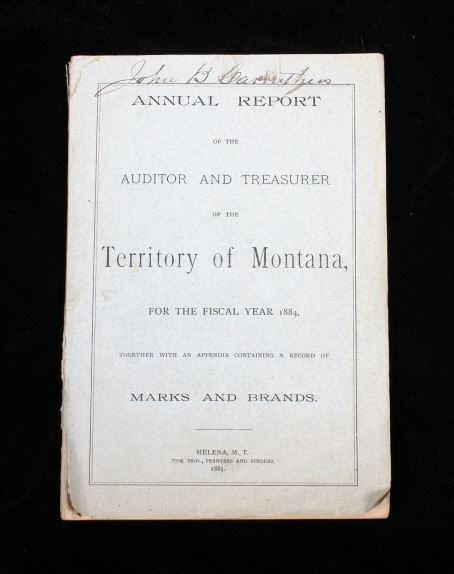 John B Carruthers
ANNUAL REPORT
OF THE
AUDITOR AND TREASURER
OF THE
Territory of Montana,
FOR THE FISCAL YEAR 1884,
TOGETHER WITH AN APPENDIX CONTAINING A RECORD OF
MARKS AND BRANDS.
HELENA, M. T.
FISK BROS., PRINTERS AND BINDERS,
1885.